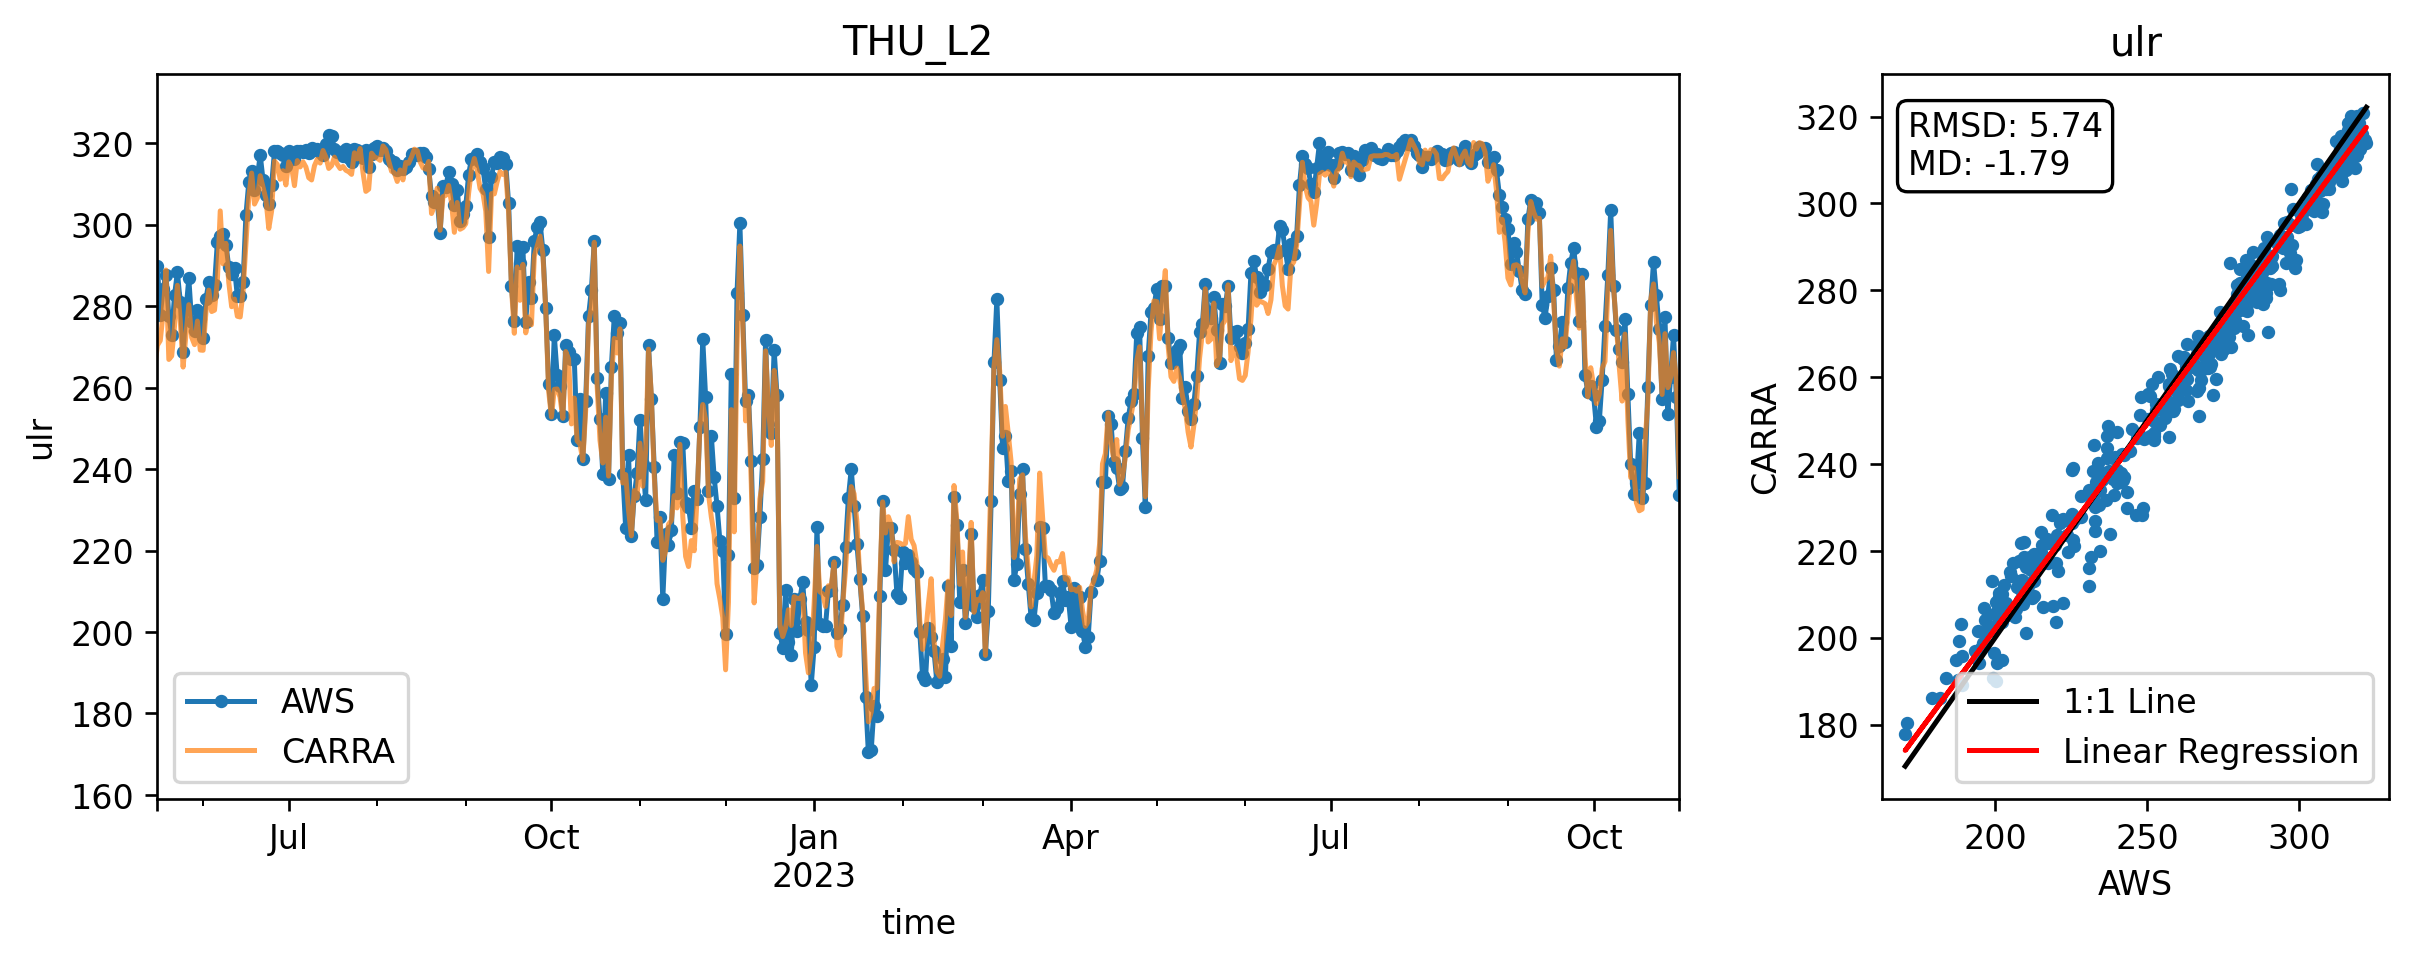 THU_L2
ulr
320
300
280
260
240
220
200
180
160
AWS
CARRA
Jul
Oct
Jan
2023
Apr
Jul
Oct
time
ulr
RMSD: 5.74
MD: -1.79
CARRA
320
300
280
260
240
220
200
180
1:1 Line
Linear Regression
200
250
300
AWS